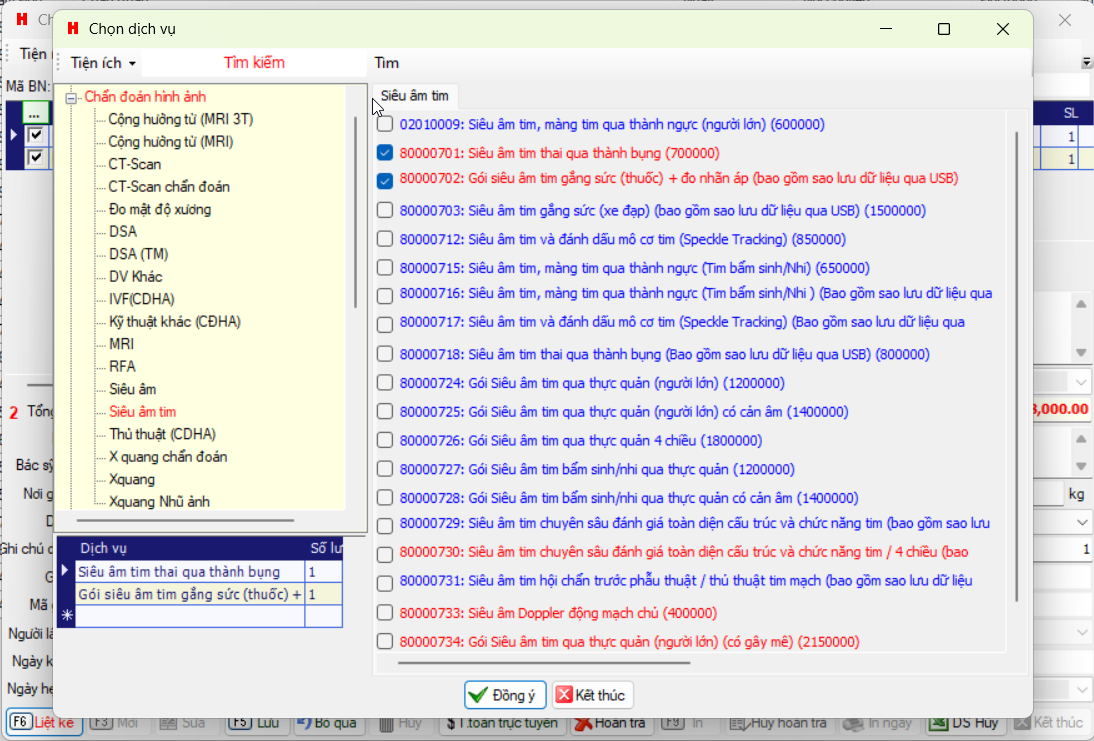 Chọn dịch vụ
Tiện ích
Tìm kiếm
Tìm
Mã BN:
...
SL
1
1
Chẩn đoán hình ảnh
Cộng hưởng từ (MRI 3T)
Cộng hưởng từ (MRI)
CT-Scan
CT-Scan chẩn đoán
Đo mật độ xương
DSA
DSA (TM)
DV Khác
IVF(CDHA)
Kỹ thuật khác (CĐHA)
MRI
RFA
Siêu âm
Siêu âm tim
Thủ thuật (CDHA)
X quang chẩn đoán
Xquang
Xquang Nhũ ảnh
Siêu âm tim
02010009: Siêu âm tim, màng tim qua thành ngực (người lớn) (600000)
80000701: Siêu âm tim thai qua thành bụng (700000)
80000702: Gói siêu âm tim gắng sức (thuốc) + đo nhãn áp (bao gồm sao lưu dữ liệu qua USB)
80000703: Siêu âm tim gắng sức (xe đạp) (bao gồm sao lưu dữ liệu qua USB) (1500000)
80000712: Siêu âm tim và đánh dấu mô cơ tim (Speckle Tracking) (850000)
80000715: Siêu âm tim, màng tim qua thành ngực (Tim bẩm sinh/Nhi) (650000)
80000716: Siêu âm tim, màng tim qua thành ngực (Tim bẩm sinh/Nhi ) (Bao gồm sao lưu dữ liệu qua
80000717: Siêu âm tim và đánh dấu mô cơ tim (Speckle Tracking) (Bao gồm sao lưu dữ liệu qua
80000718: Siêu âm tim thai qua thành bụng (Bao gồm sao lưu dữ liệu qua USB) (800000)
80000724: Gói Siêu âm tim qua thực quản (người lớn) (1200000)
80000725: Gói Siêu âm tim qua thực quản (người lớn) có cản âm (1400000)
80000726: Gói Siêu âm tim qua thực quản 4 chiều (1800000)
80000727: Gói Siêu âm tim bẩm sinh/nhi qua thực quản (1200000)
80000728: Gói Siêu âm tim bẩm sinh/nhi qua thực quản có cản âm (1400000)
80000729: Siêu âm tim chuyên sâu đánh giá toàn diện cấu trúc và chức năng tim (bao gồm sao lưu
80000730: Siêu âm tim chuyên sâu đánh giá toàn diện cấu trúc và chức năng tim / 4 chiều (bao
80000731: Siêu âm tim hội chẩn trước phẫu thuật / thủ thuật tim mạch (bao gồm sao lưu dữ liệu
80000733: Siêu âm Doppler động mạch chủ (400000)
80000734: Gói Siêu âm tim qua thực quản (người lớn) (có gây mê) (2150000)
Dịch vụ Số lư
Siêu âm tim thai qua thành bụng 1
Gói siêu âm tim gắng sức (thuốc) + 1
2 Tổng
,000.00
Bác sỹ
Nơi g
kg
Ghi chú c
1
Mã
Người l
Ngày k
Ngày hẹ
Đồng ý
Kết thúc
F6 Liệt kê
F3 Mới
Sửa
F5 Lưu
Bỏ qua
Hủy
$ T.toán trực tuyến
Hoàn trả
F9 In
Hủy hoàn trả
In ngay
DS Hủy
Kết thúc